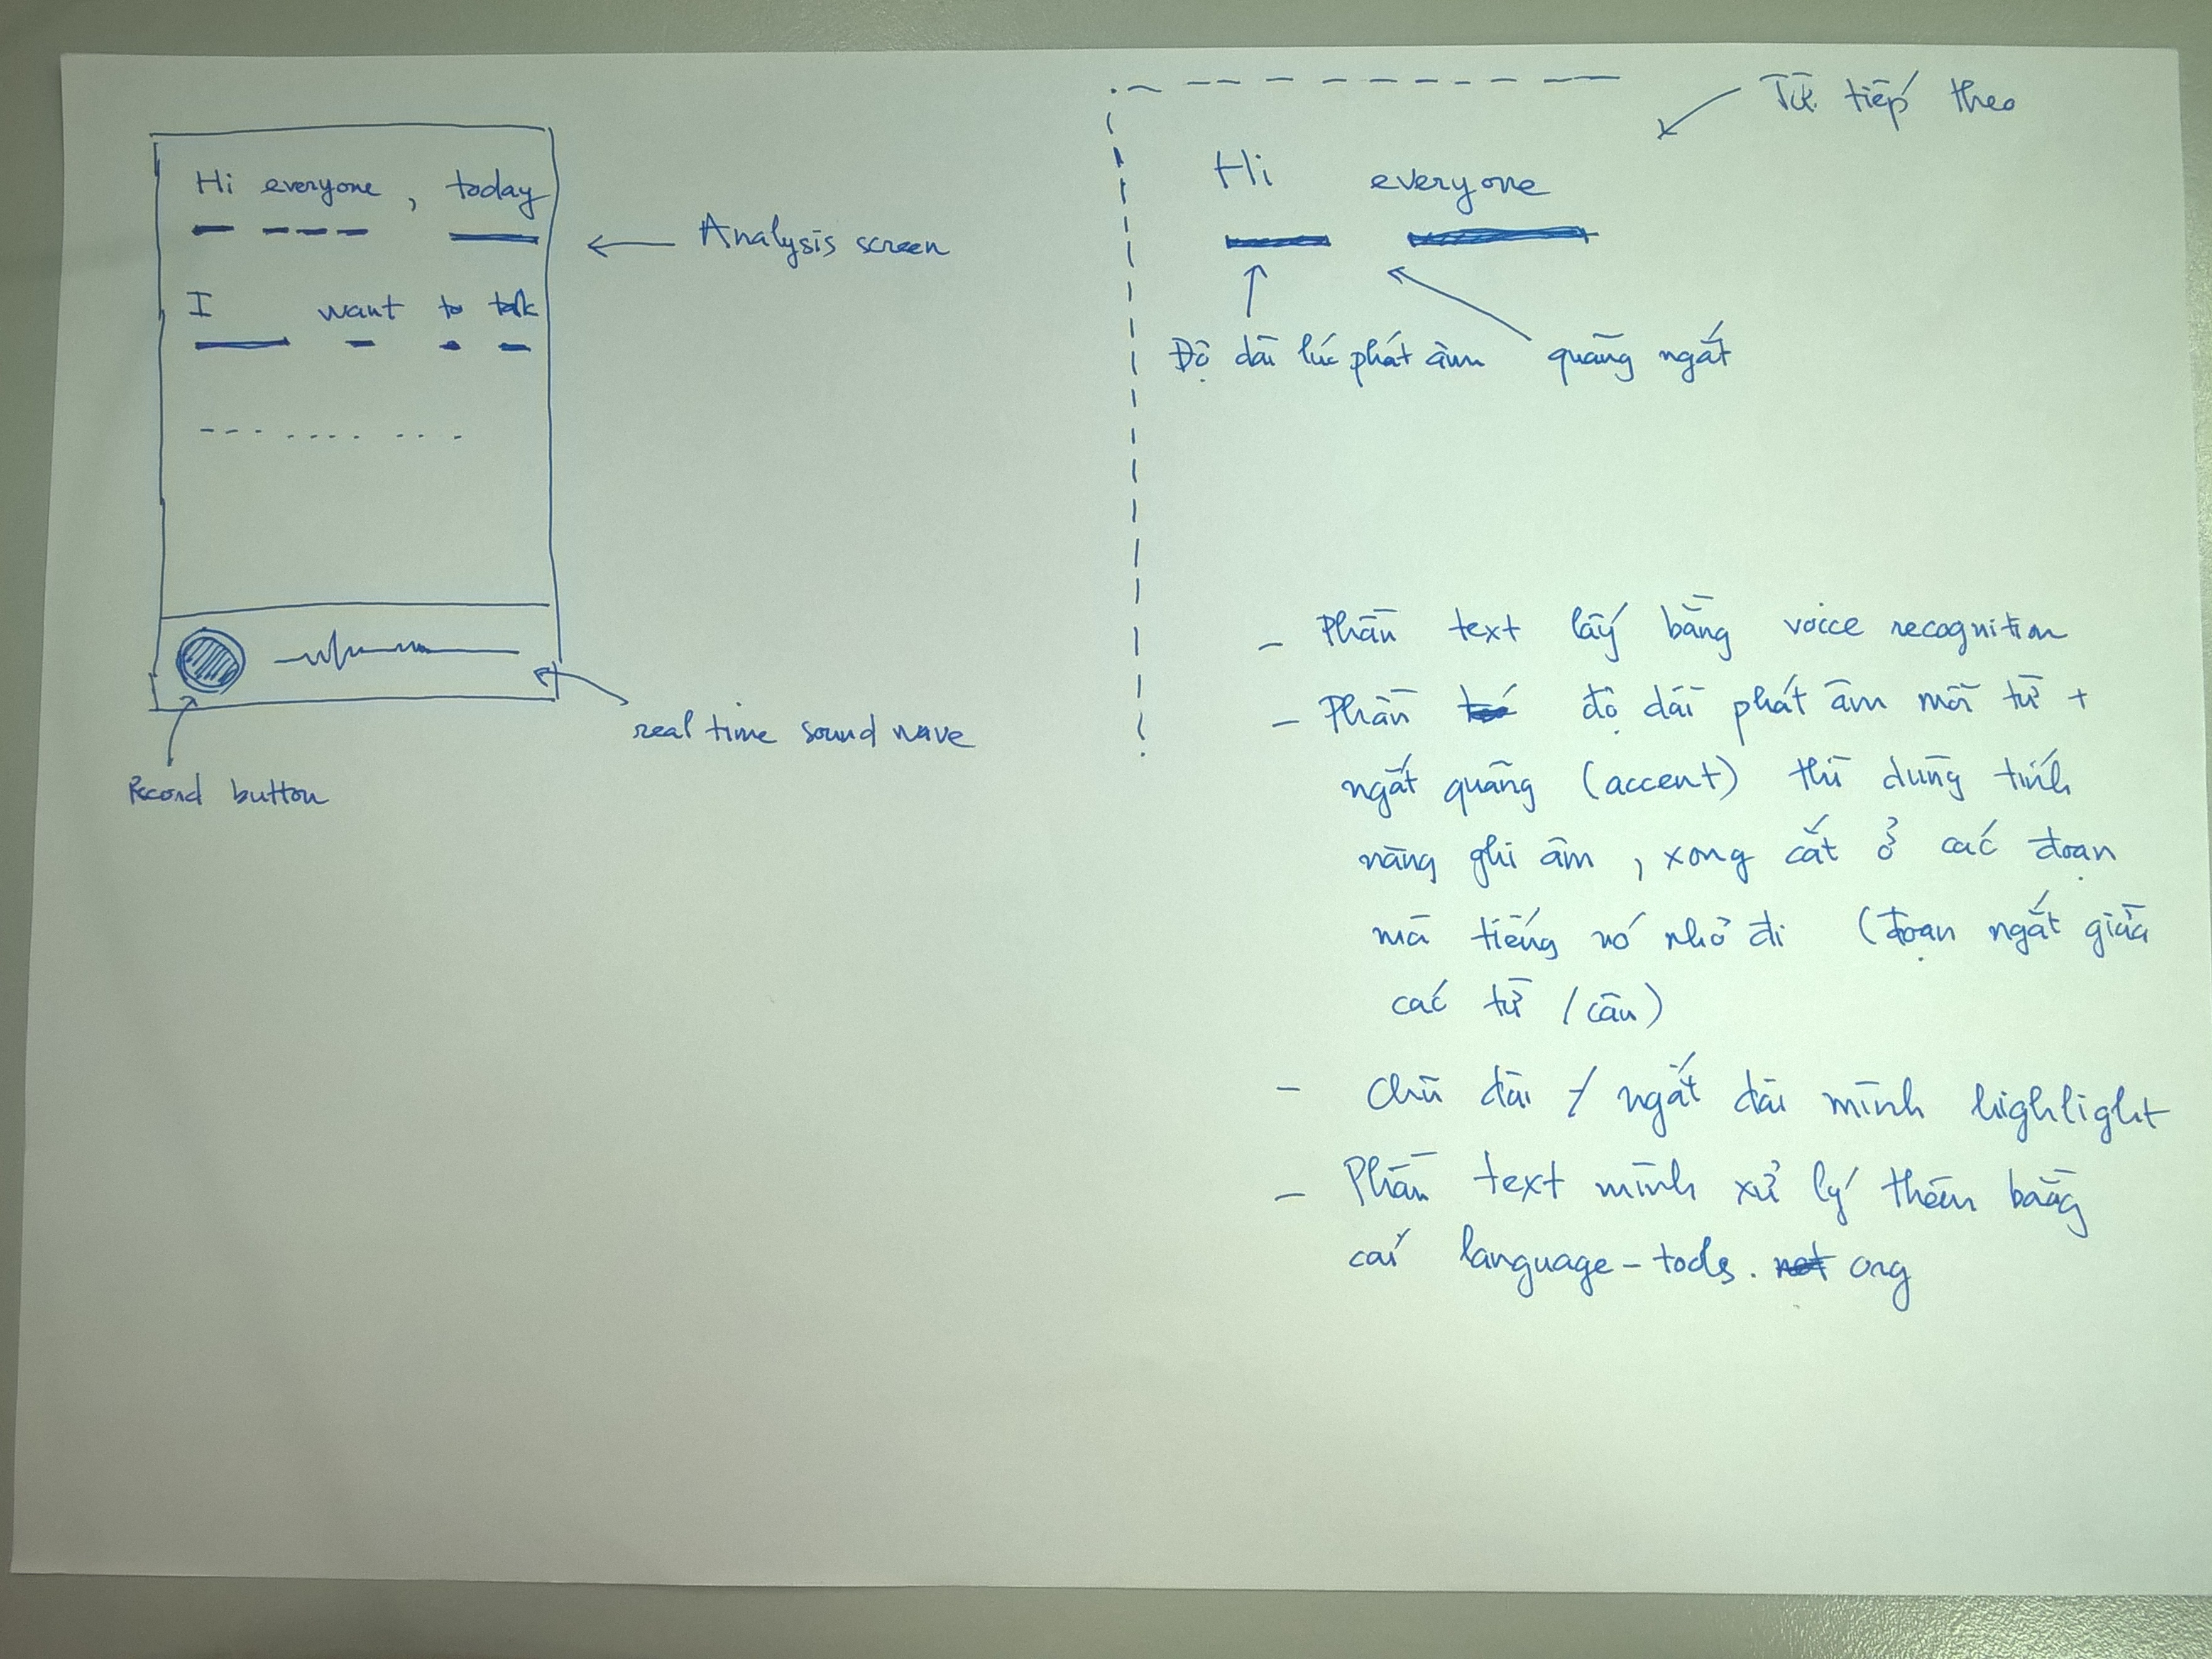 Hi everyone, today
I want to talk
Analysis screen
real time sound wave
Record button
Từ tiếp theo
Hi everyone
Độ dài lúc phát âm
quãng ngắt
- Phần text lấy bằng voice recognition
- Phần độ dài phát âm mỗi từ +
ngắt quãng (accent) thì dùng tính
năng ghi âm, xong cắt ở các đoạn
mà tiếng nó nhỏ đi (đoạn ngắt giữa
các từ / câu)
- Chữ dài / ngắt dài mình highlight
- Phần text mình xử lý thêm bằng
cái language-tools. org